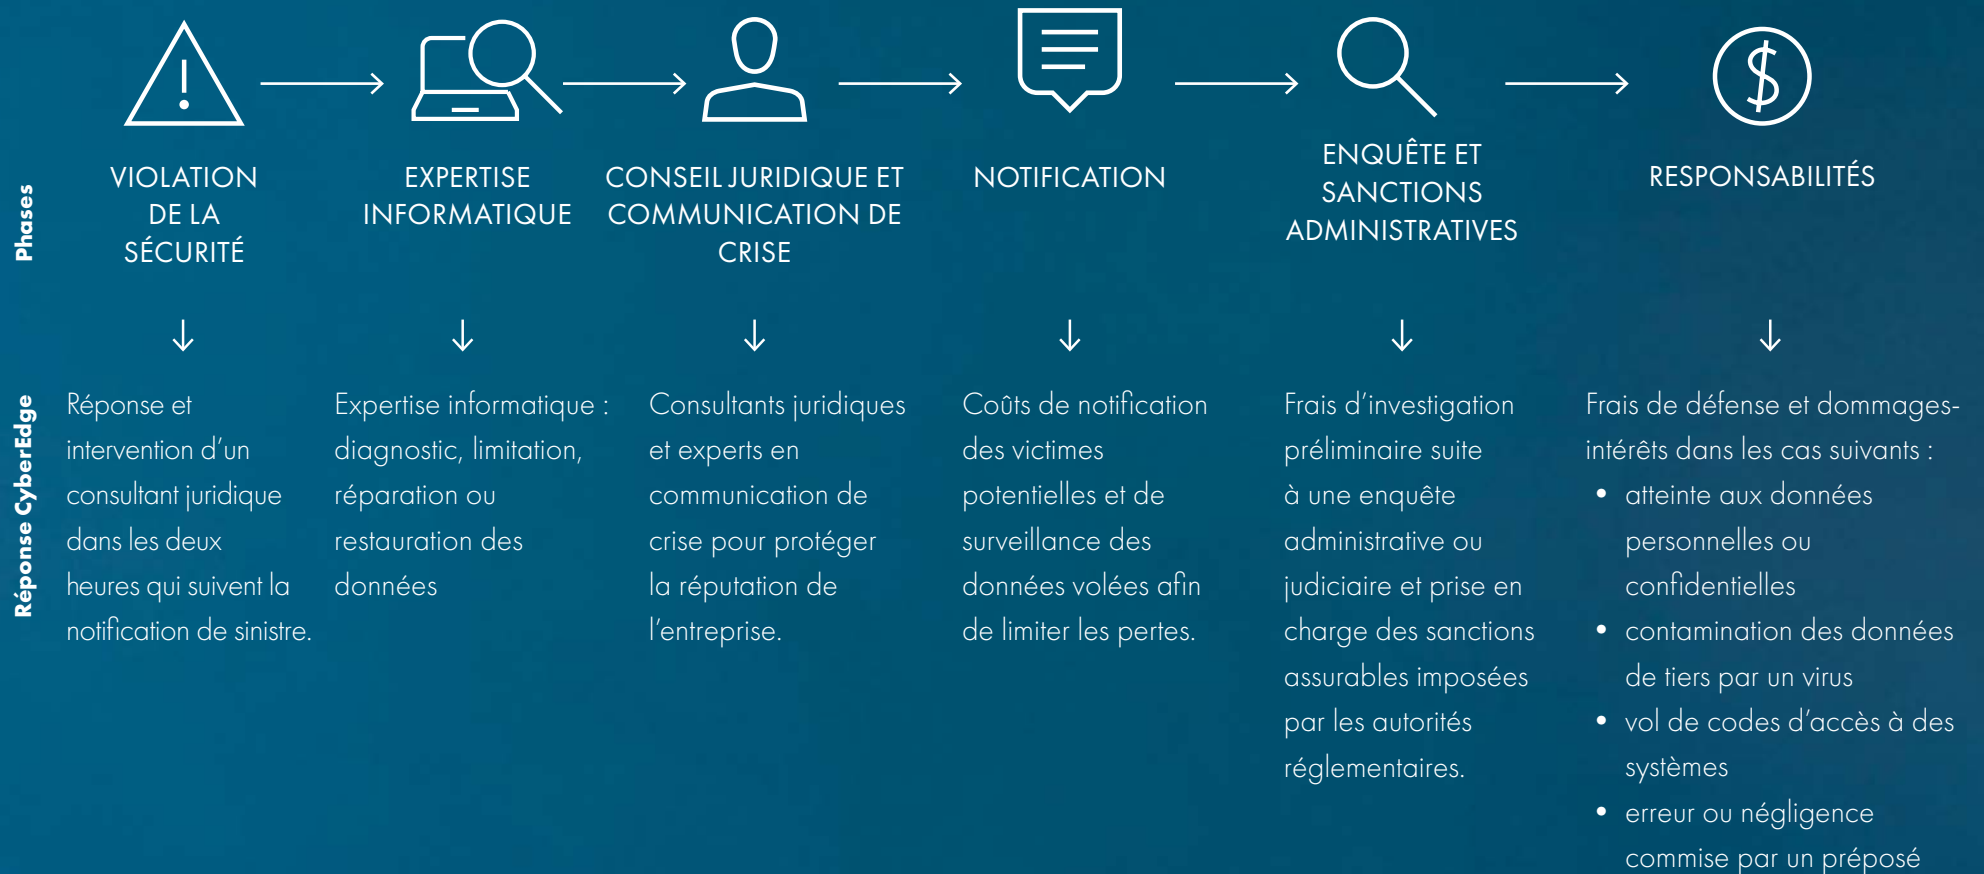 Phases
VIOLATION
DE LA
SÉCURITÉ
EXPERTISE
INFORMATIQUE
CONSEIL JURIDIQUE ET
COMMUNICATION DE
CRISE
NOTIFICATION
ENQUÊTE ET
SANCTIONS
ADMINISTRATIVES
RESPONSABILITÉS
Réponse CyberEdge
Réponse et
intervention d’un
consultant juridique
dans les deux
heures qui suivent la
notification de sinistre.
Expertise informatique :
diagnostic, limitation,
réparation ou
restauration des
données
Consultants juridiques
et experts en
communication de
crise pour protéger
la réputation de
l’entreprise.
Coûts de notification
des victimes
potentielles et de
surveillance des
données volées afin
de limiter les pertes.
Frais d’investigation
préliminaire suite
à une enquête
administrative ou
judiciaire et prise en
charge des sanctions
assurables imposées
par les autorités
réglementaires.
Frais de défense et dommages-
intérêts dans les cas suivants :
• atteinte aux données
personnelles ou
confidentielles
• contamination des données
de tiers par un virus
• vol de codes d’accès à des
systèmes
• erreur ou négligence
commise par un préposé